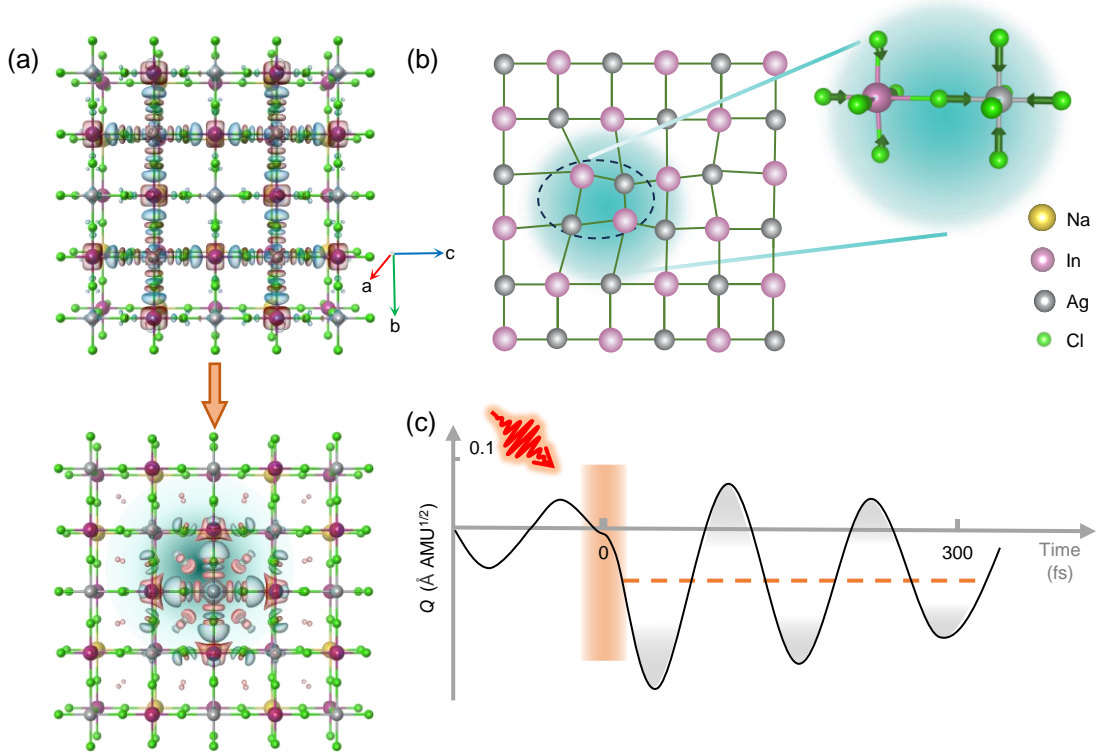 (a)
a
b
c
(b)
Na
In
Ag
Cl
(c)
0.1
Q (Å AMU1/2)
0
300
Time
(fs)